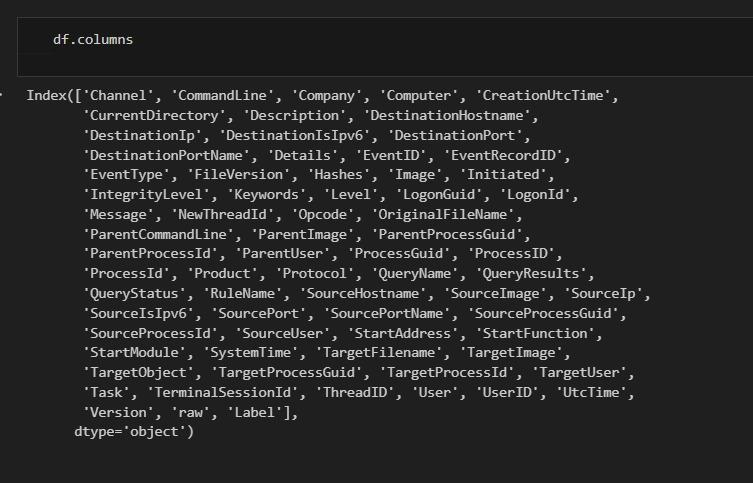 df.columns
Index(['Channel', 'CommandLine', 'Company', 'Computer', 'CreationUtcTime',
'CurrentDirectory', 'Description', 'DestinationHostname',
'DestinationIp', 'DestinationIsIpv6', 'DestinationPort',
'DestinationPortName', 'Details', 'EventID', 'EventRecordID',
'EventType', 'FileVersion', 'Hashes', 'Image', 'Initiated',
'IntegrityLevel', 'Keywords', 'Level', 'LogonGuid', 'LogonId',
'Message', 'NewThreadId', 'Opcode', 'OriginalFileName',
'ParentCommandLine', 'ParentImage', 'ParentProcessGuid',
'ParentProcessId', 'ParentUser', 'ProcessGuid', 'ProcessID',
'ProcessId', 'Product', 'Protocol', 'QueryName', 'QueryResults',
'QueryStatus', 'RuleName', 'SourceHostname', 'SourceImage', 'SourceIp',
'SourceIsIpv6', 'SourcePort', 'SourcePortName', 'SourceProcessGuid',
'SourceProcessId', 'SourceUser', 'StartAddress', 'StartFunction',
'StartModule', 'SystemTime', 'TargetFilename', 'TargetImage',
'TargetObject', 'TargetProcessGuid', 'TargetProcessId', 'TargetUser',
'Task', 'TerminalSessionId', 'ThreadID', 'User', 'UserID', 'UtcTime',
'Version', 'raw', 'Label'],
dtype='object')